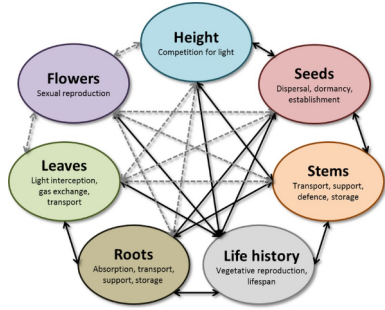 Height
Competition for light
Flowers
Sexual reproduction
Seeds
Dispersal, dormancy,
establishment
Leaves
Light interception,
gas exchange,
transport
Stems
Transport, support,
defence, storage
Roots
Absorption, transport,
support, storage
Life history
Vegetative reproduction,
lifespan